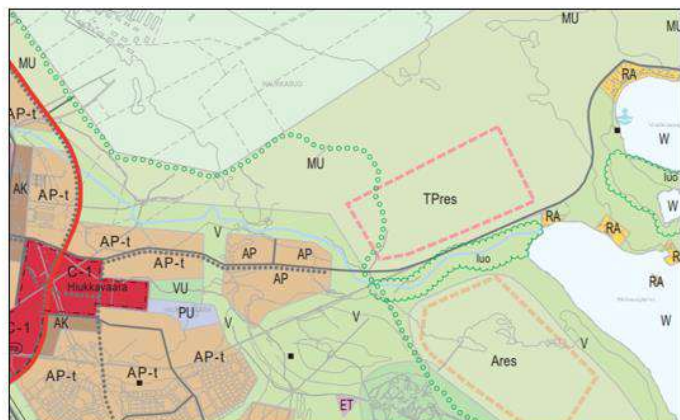 MU
MU
MU
RA
AP-t
W
AK
AP-t
MU
luo
TPres
W
AP-t
V
AP
AP
RA
RA
AP-t
AP
luo
C-1
Hiukkavaara
VU
RA
PU
V
V
C-1
AK
W
AP-t
AP-t
Ares
V
ET